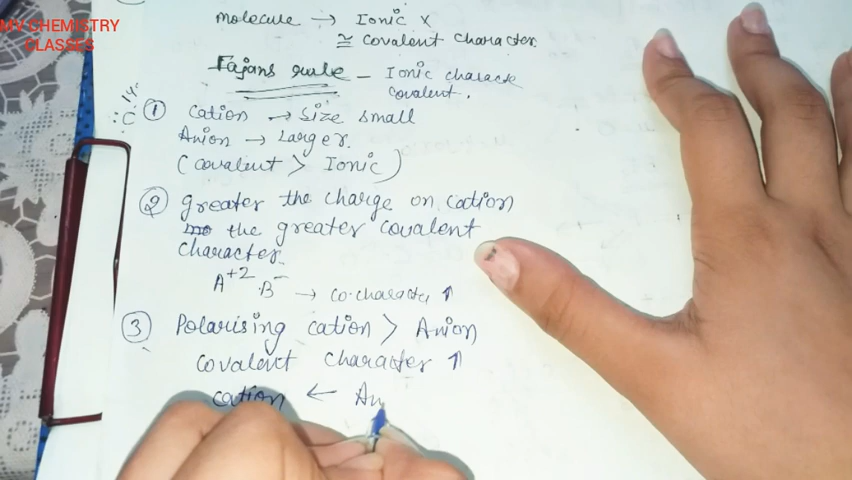 MY CHEMISTRY
CLASSES
molecule → Ionic x
≅ covalent character.
Fajans rule - Ionic characte
covalent.
① Cation → Size small
Anion → Larger.
(covalent > Ionic)
② greater the charge on cation
the greater covalent
character.
A+2 B- → co-character ↑
③ Polarising cation > Anion
covalent character ↑
cation ← An